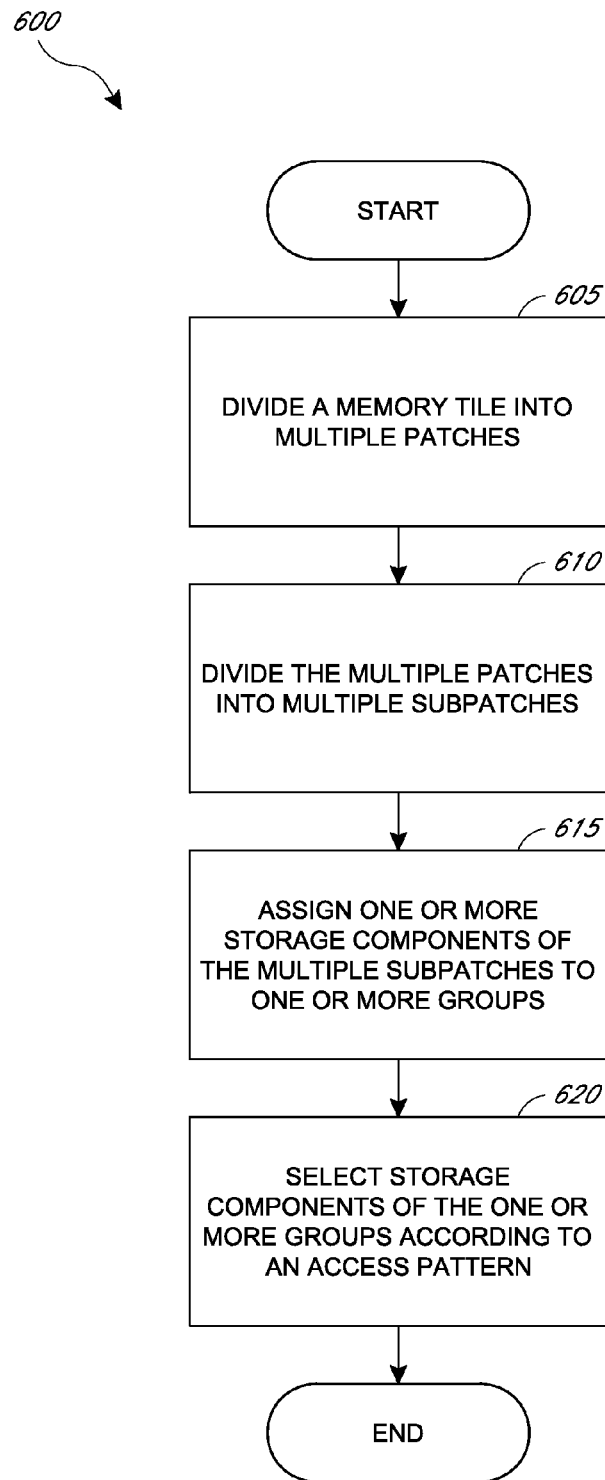 600
START
605
DIVIDE A MEMORY TILE INTO
MULTIPLE PATCHES
610
DIVIDE THE MULTIPLE PATCHES
INTO MULTIPLE SUBPATCHES
615
ASSIGN ONE OR MORE
STORAGE COMPONENTS OF
THE MULTIPLE SUBPATCHES TO
ONE OR MORE GROUPS
620
SELECT STORAGE
COMPONENTS OF THE ONE OR
MORE GROUPS ACCORDING TO
AN ACCESS PATTERN
END